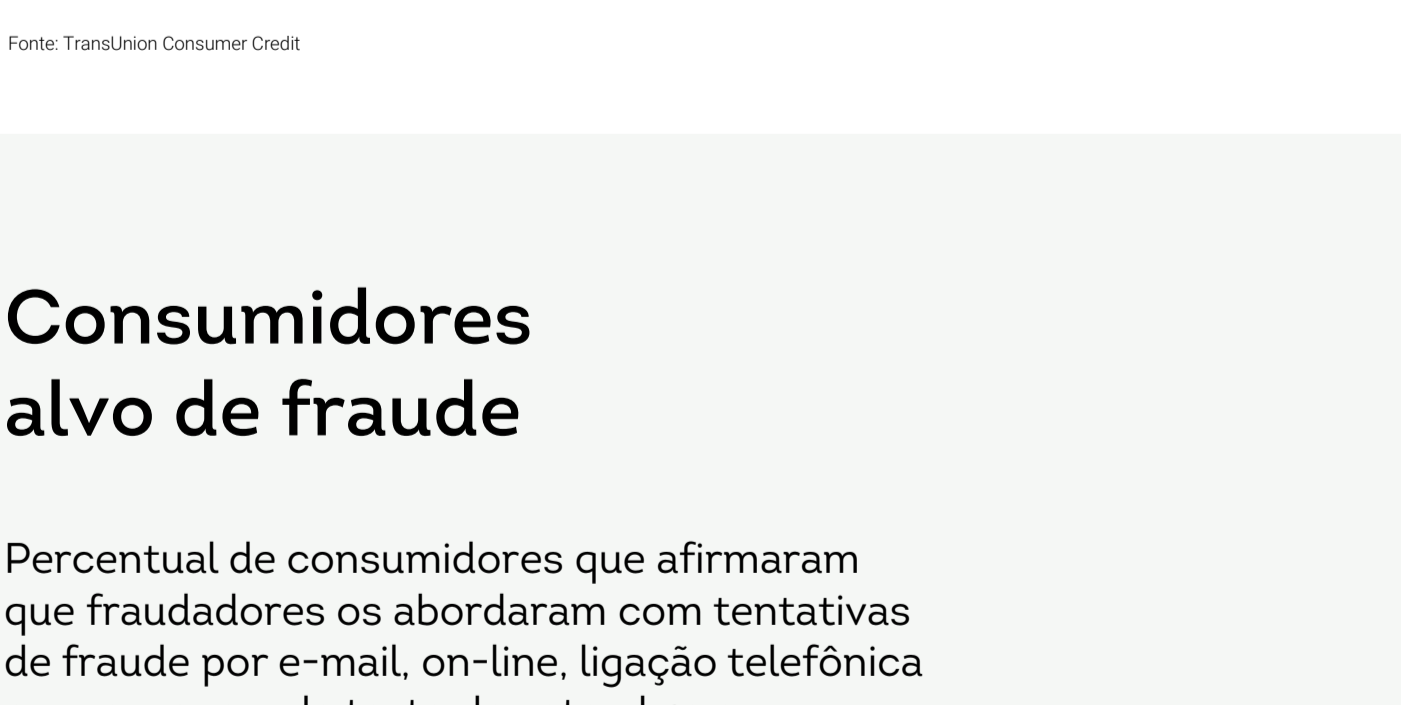 Fonte: TransUnion Consumer Credit
Consumidores
alvo de fraude
Percentual de consumidores que afirmaram
que fraudadores os abordaram com tentativas
de fraude por e-mail, on-line, ligação telefônica